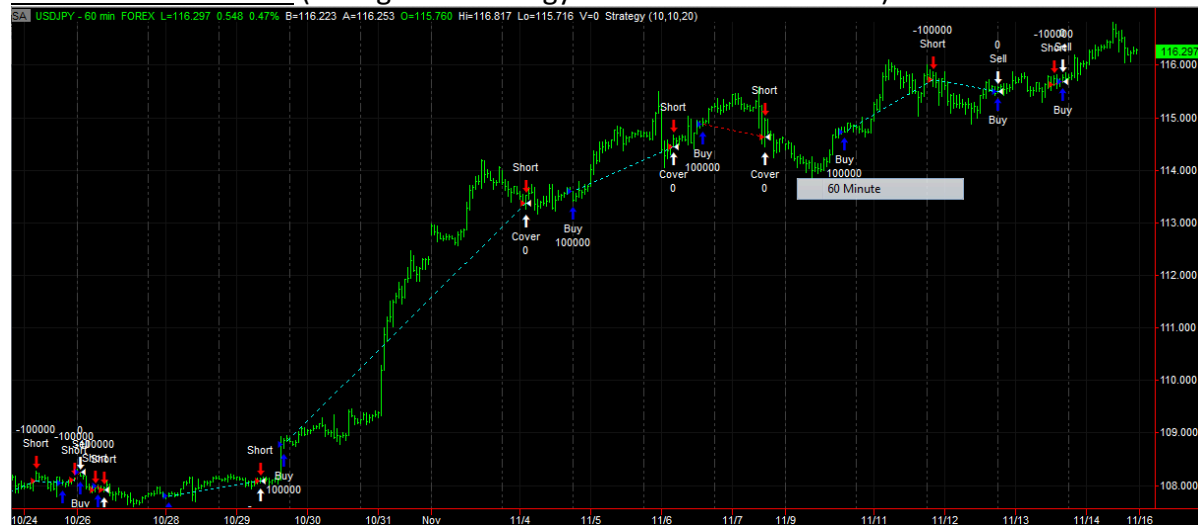 SA USDJPY - 60 min FOREX L=116.297 0.548 0.47% B=116.223 A=116.253 O=115.760 Hi=116.817 Lo=115.716 V=0 Strategy (10,10,20)
-100000
Short
0
Sell
-100000
Short
0
Sell
116.297
116.000
Short
Short
Buy
Buy
115.000
Buy
100000
Cover
0
Cover
0
Buy
100000
114.000
60 Minute
Short
Buy
100000
Cover
0
113.000
112.000
111.000
110.000
109.000
-100000
Short
-100000
Short
0
Short
Short
Buy
100000
Buy
108.000
10/24 10/26 10/28 10/29 10/30 10/31 Nov 11/4 11/5 11/6 11/7 11/9 11/11 11/12 11/13 11/14 11/16